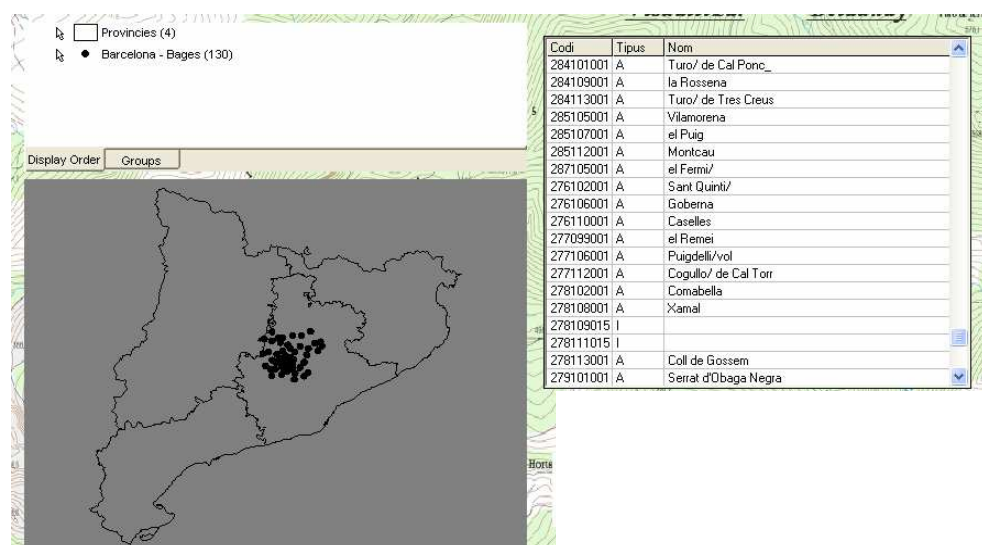 Provincies (4)
Barcelona - Bages (130)
Display Order Groups
Codi Tipus Nom
284101001 A Turo/ de Cal Ponc_
284109001 A la Rossena
284113001 A Turo/ de Tres Creus
285105001 A Vilamorena
285107001 A el Puig
285112001 A Montcau
287105001 A el Fermi/
276102001 A Sant Quinti/
276106001 A Goberna
276110001 A Caselles
277099001 A el Remei
277106001 A Puigdelli/vol
277112001 A Cogullo/ de Cal Torr
278102001 A Comabella
278108001 A Xamal
278109015 I
278111015 I
278113001 A Coll de Gossem
279101001 A Serrat d'Obaga Negra
Horts